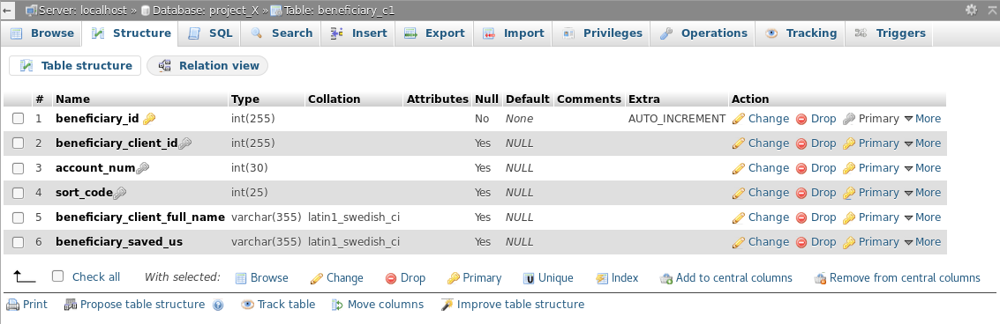 Server: localhost » Database: project_X » Table: beneficiary_c1
Browse Structure SQL Search Insert Export Import Privileges Operations Tracking Triggers
Table structure Relation view
# Name Type Collation Attributes Null Default Comments Extra Action
1 beneficiary_id int(255) No None AUTO_INCREMENT Change Drop Primary More
2 beneficiary_client_id int(255) Yes NULL Change Drop Primary More
3 account_num int(30) Yes NULL Change Drop Primary More
4 sort_code int(25) Yes NULL Change Drop Primary More
5 beneficiary_client_full_name varchar(355) latin1_swedish_ci Yes NULL Change Drop Primary More
6 beneficiary_saved_us varchar(355) latin1_swedish_ci Yes NULL Change Drop Primary More
Check all With selected: Browse Change Drop Primary Unique Index Add to central columns Remove from central columns
Print Propose table structure Track table Move columns Improve table structure